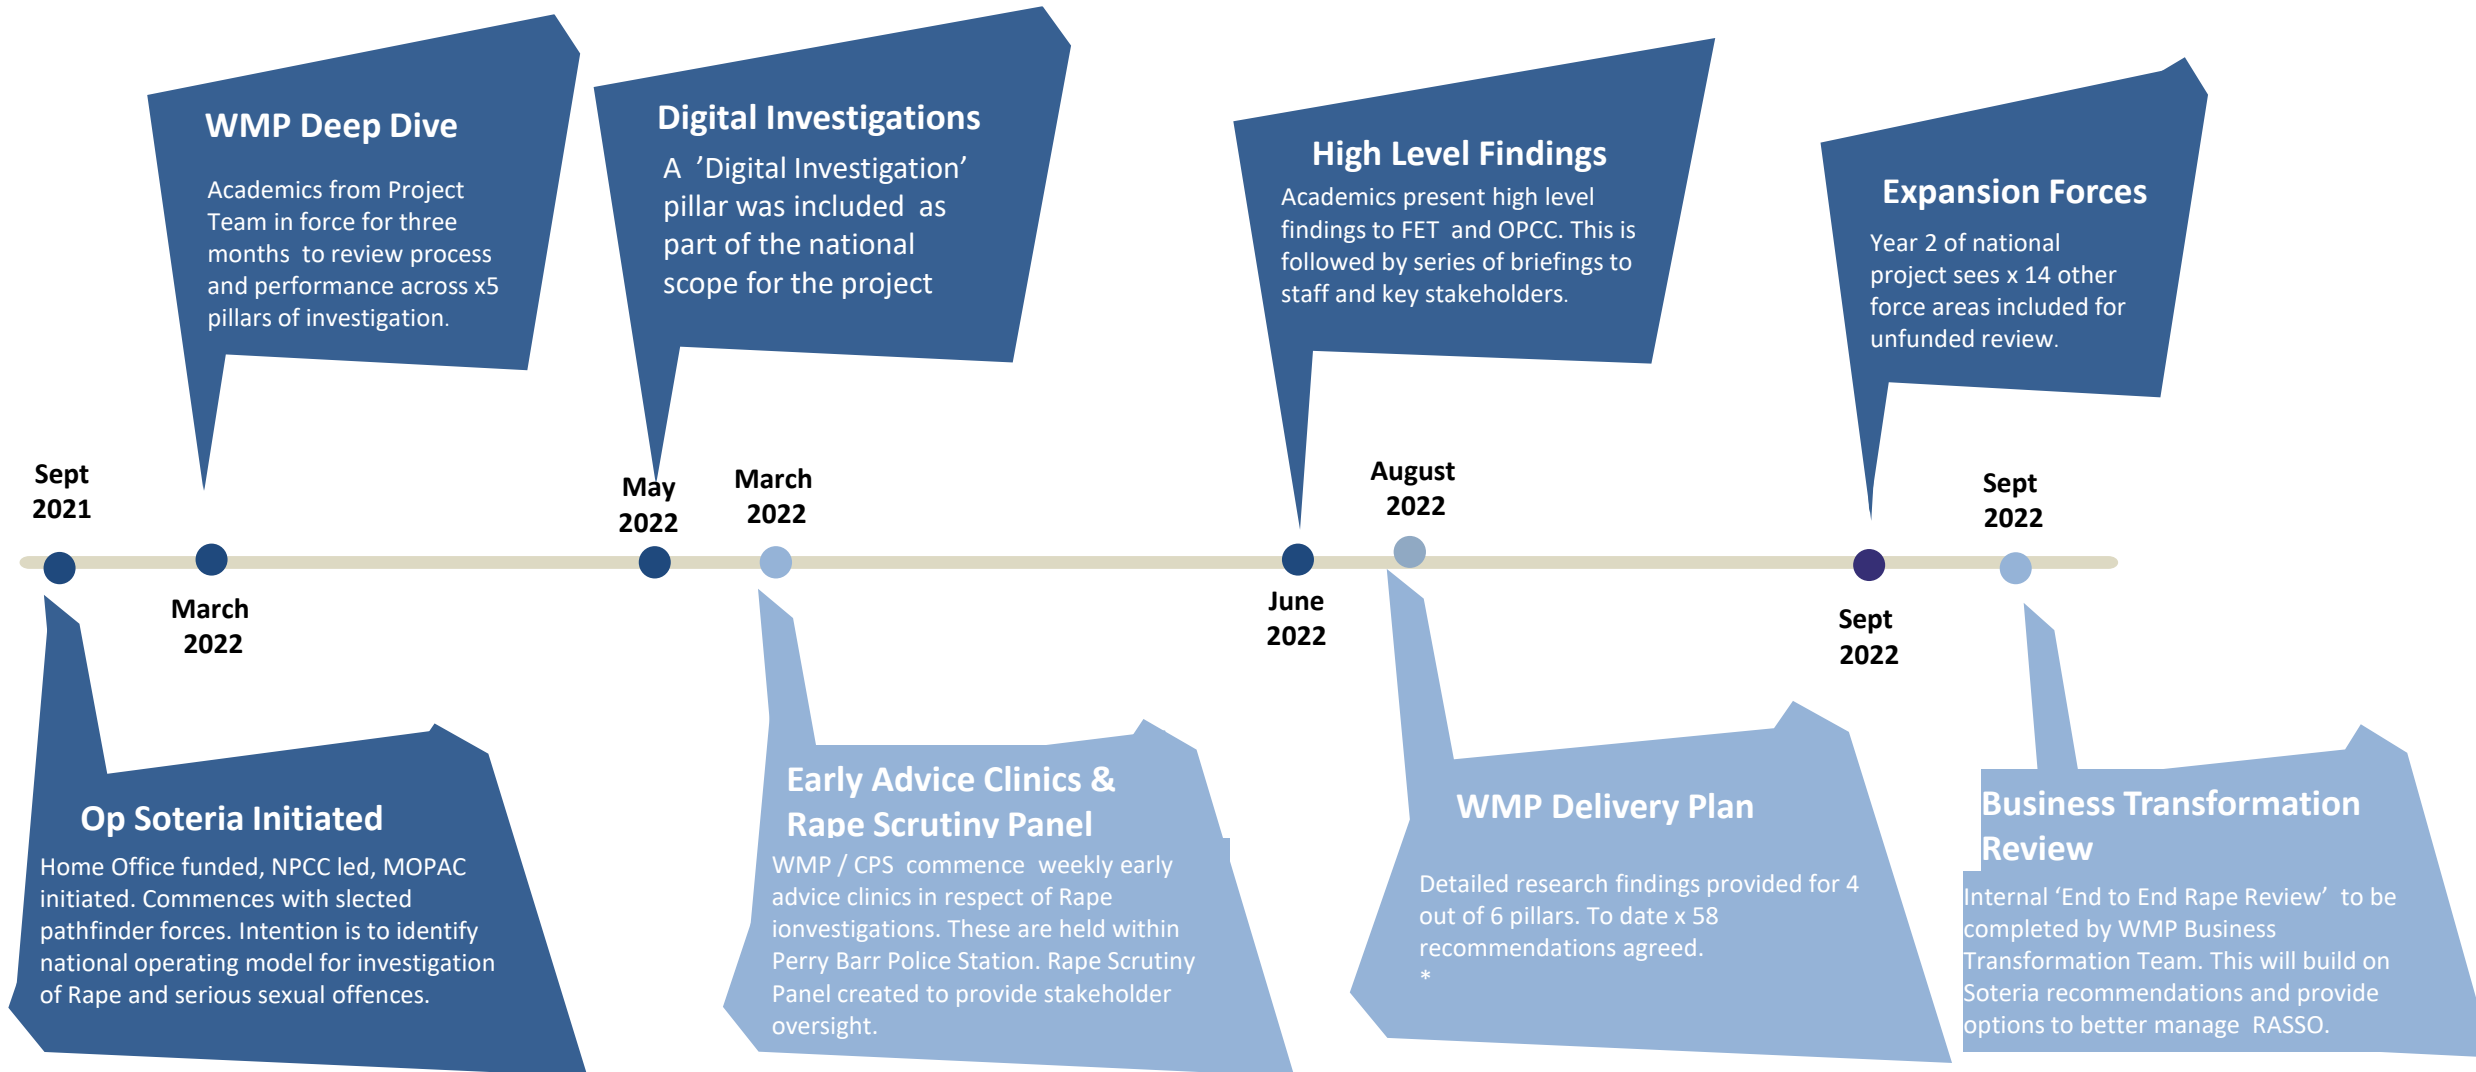 WMP Deep Dive
Academics from Project
Team in force for three
months to review process
and performance across x5
pillars of investigation.
Digital Investigations
A ’Digital Investigation’
pillar was included as
part of the national
scope for the project
High Level Findings
Academics present high level
findings to FET and OPCC. This is
followed by series of briefings to
staff and key stakeholders.
Expansion Forces
Year 2 of national
project sees x 14 other
force areas included for
unfunded review.
Sept
2021
March
2022
May
2022
March
2022
June
2022
August
2022
Sept
2022
Sept
2022
Op Soteria Initiated
Home Office funded, NPCC led, MOPAC
initiated. Commences with slected
pathfinder forces. Intention is to identify
national operating model for investigation
of Rape and serious sexual offences.
Early Advice Clinics &
Rape Scrutiny Panel
WMP / CPS commence weekly early
advice clinics in respect of Rape
ionvestigations. These are held within
Perry Barr Police Station. Rape Scrutiny
Panel created to provide stakeholder
oversight.
WMP Delivery Plan
Detailed research findings provided for 4
out of 6 pillars. To date x 58
recommendations agreed.
*
Business Transformation
Review
Internal ‘End to End Rape Review’ to be
completed by WMP Business
Transformation Team. This will build on
Soteria recommendations and provide
options to better manage RASSO.